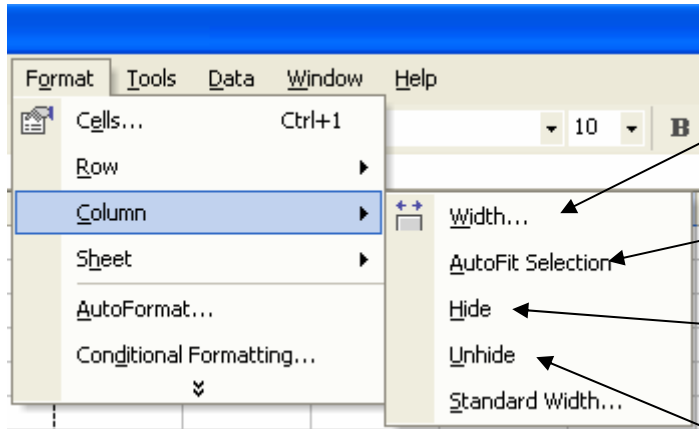 Format Tools Data Window Help
Cells... Ctrl+1
10 B
Row
Column
Sheet
AutoFormat...
Conditional Formatting...
Width...
AutoFit Selection
Hide
Unhide
Standard Width...